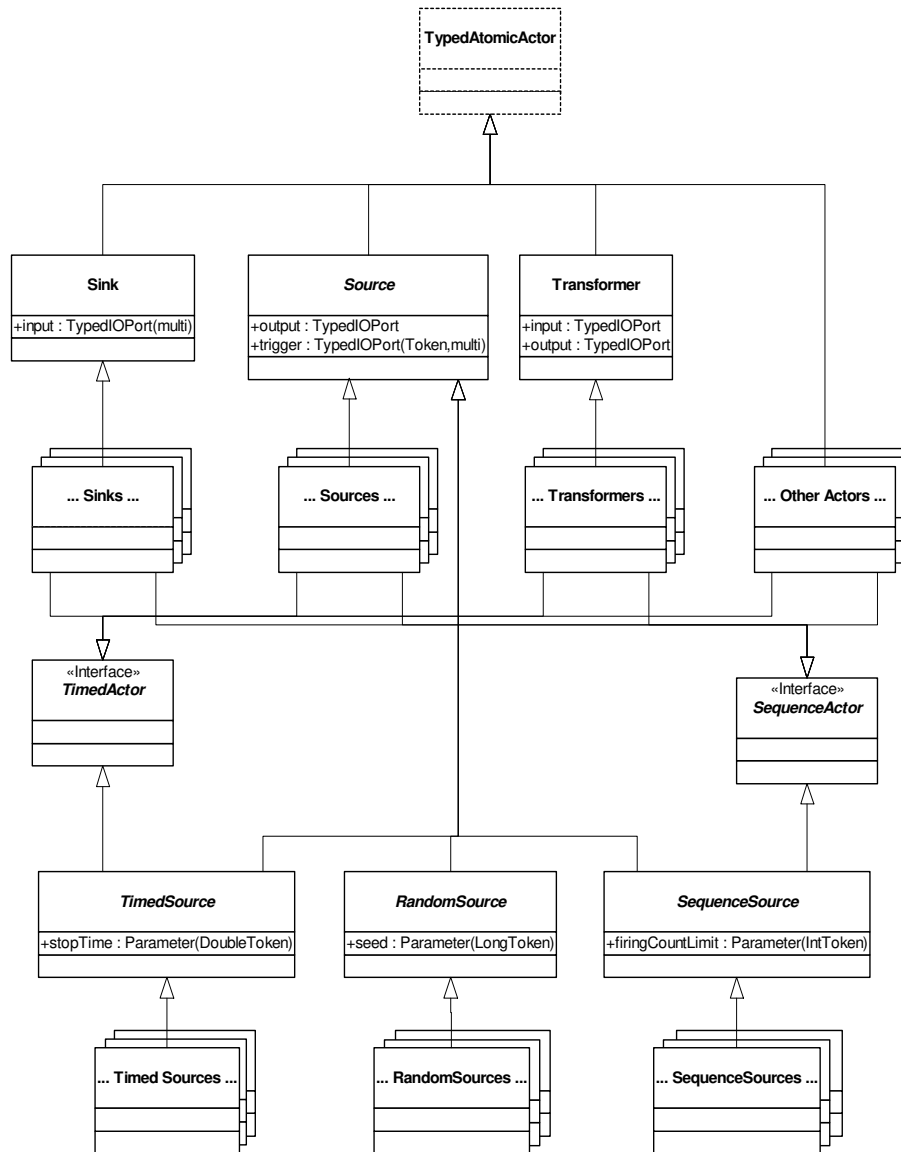 TypedAtomicActor
Sink
+input : TypedIOPort(multi)
Source
+output : TypedIOPort
+trigger : TypedIOPort(Token,multi)
Transformer
+input : TypedIOPort
+output : TypedIOPort
... Sinks ...
... Sources ...
... Transformers ...
... Other Actors ...
«Interface»
TimedActor
«Interface»
SequenceActor
TimedSource
+stopTime : Parameter(DoubleToken)
RandomSource
+seed : Parameter(LongToken)
SequenceSource
+firingCountLimit : Parameter(IntToken)
... Timed Sources ...
... RandomSources ...
... SequenceSources ...